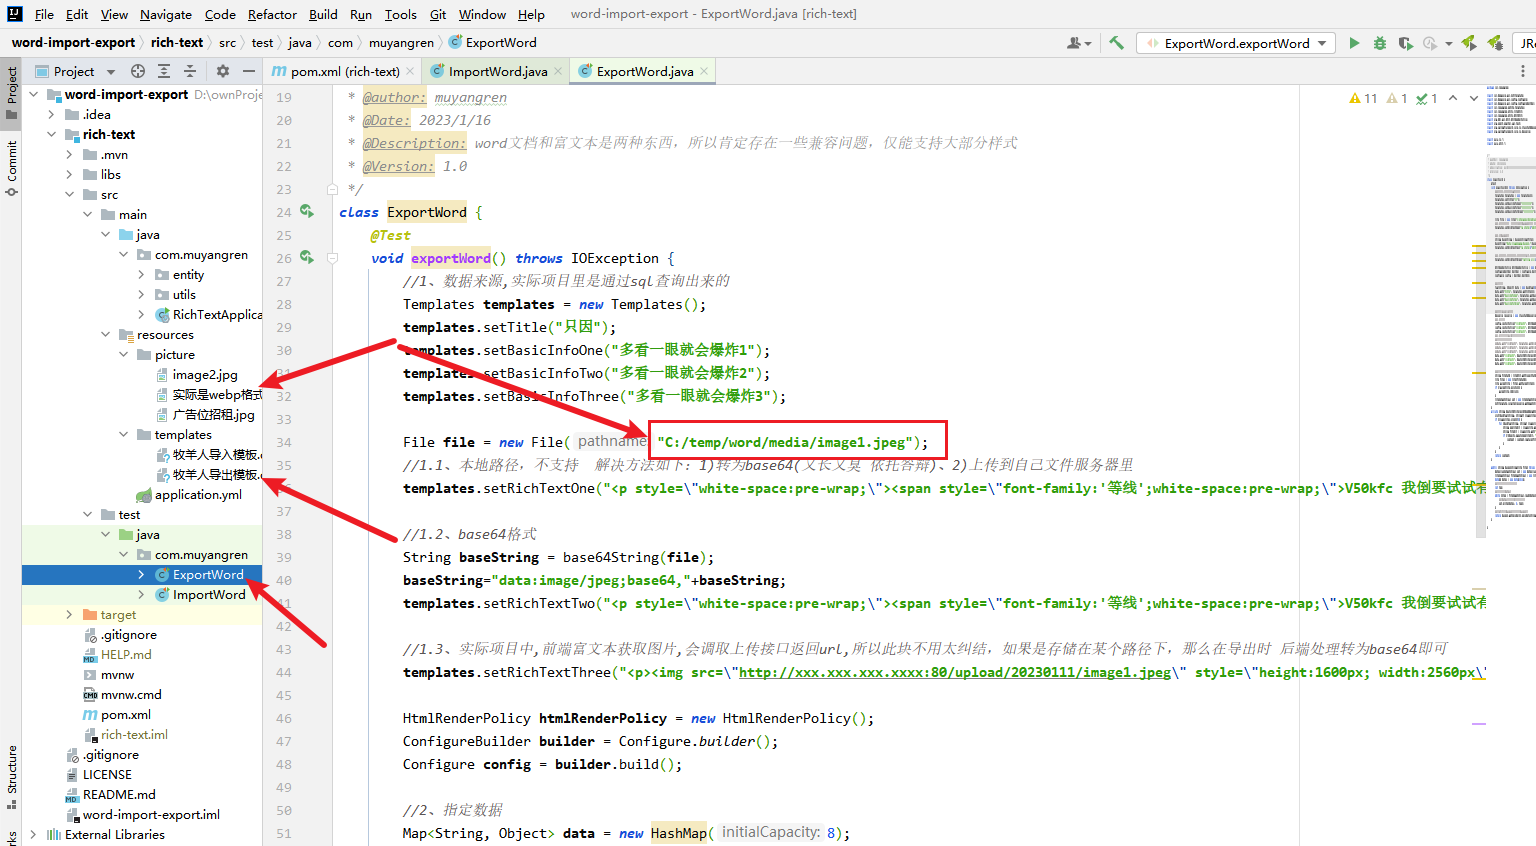 File Edit View Navigate Code Refactor Build Run Tools Git Window Help word-import-export - ExportWord.java [rich-text]
word-import-export rich-text src test java com muyangren ExportWord ExportWord.exportWord JRe
Project
pom.xml (rich-text) ImportWord.java ExportWord.java
Project
Commit
Structure
word-import-export D:\ownProje
.idea
rich-text
.mvn
libs
src
main
java
com.muyangren
entity
utils
RichTextApplica
resources
picture
image2.jpg
实际是webp格式
广告位招租.jpg
templates
牧羊人导入模板.
牧羊人导出模板.
application.yml
test
java
com.muyangren
ExportWord
ImportWord
target
.gitignore
HELP.md
mvnw
mvnw.cmd
pom.xml
rich-text.iml
.gitignore
LICENSE
README.md
word-import-export.iml
External Libraries
11 1 1
19 * @author: muyangren
20 * @Date: 2023/1/16
21 * @Description: word文档和富文本是两种东西，所以肯定存在一些兼容问题，仅能支持大部分样式
22 * @Version: 1.0
23 */
24 class ExportWord {
25 @Test
26 void exportWord() throws IOException {
27 //1、数据来源,实际项目里是通过sql查询出来的
28 Templates templates = new Templates();
29 templates.setTitle("只因");
30 templates.setBasicInfoOne("多看一眼就会爆炸1");
31 templates.setBasicInfoTwo("多看一眼就会爆炸2");
32 templates.setBasicInfoThree("多看一眼就会爆炸3");
33
34 File file = new File( pathname: "C:/temp/word/media/image1.jpeg");
35 //1.1、本地路径，不支持 解决方法如下：1)转为base64(又长又臭 依托答辩)、2)上传到自己文件服务器里
templates.setRichTextOne("<p style=\"white-space:pre-wrap;\"><span style=\"font-family:'等线';white-space:pre-wrap;\">V50kfc 我倒要试试有
37
38 //1.2、base64格式
39 String baseString = base64String(file);
40 baseString="data:image/jpeg;base64,"+baseString;
41 templates.setRichTextTwo("<p style=\"white-space:pre-wrap;\"><span style=\"font-family:'等线';white-space:pre-wrap;\">V50kfc 我倒要试试有
42
43 //1.3、实际项目中,前端富文本获取图片,会调取上传接口返回url,所以此块不用太纠结，如果是存储在某个路径下，那么在导出时 后端处理转为base64即可
44 templates.setRichTextThree("<p><img src=\"http://xxx.xxx.xxx.xxxx:80/upload/20230111/image1.jpeg\" style=\"height:1600px; width:2560px\"
45
46 HtmlRenderPolicy htmlRenderPolicy = new HtmlRenderPolicy();
47 ConfigureBuilder builder = Configure.builder();
48 Configure config = builder.build();
49
50 //2、指定数据
51 Map<String, Object> data = new HashMap( initialCapacity: 8);